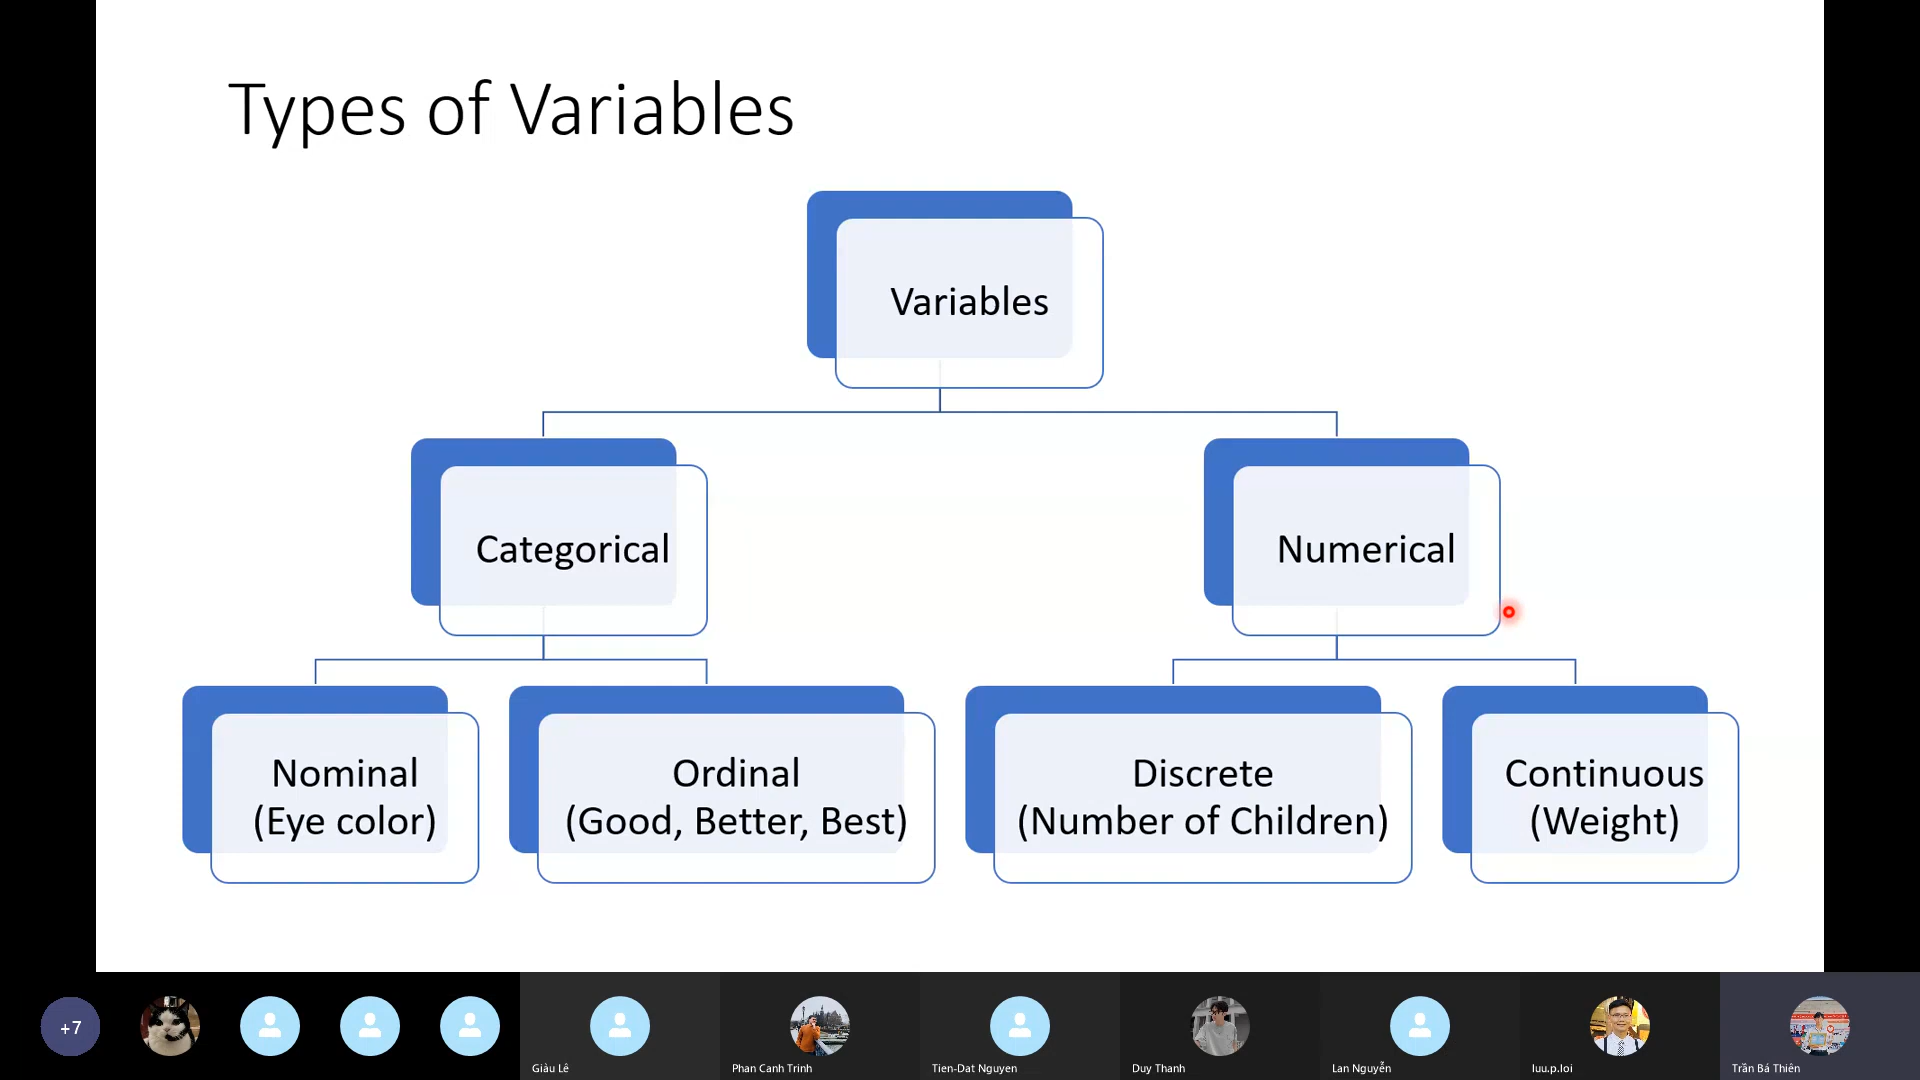 Types of Variables
Variables
Categorical
Numerical
Nominal
(Eye color)
Ordinal
(Good, Better, Best)
Discrete
(Number of Children)
Continuous
(Weight)
+7
Giàu Lê
Phan Canh Trinh
Tien-Dat Nguyen
Duy Thanh
Lan Nguyễn
luu.p.loi
Trần Bá Thiên